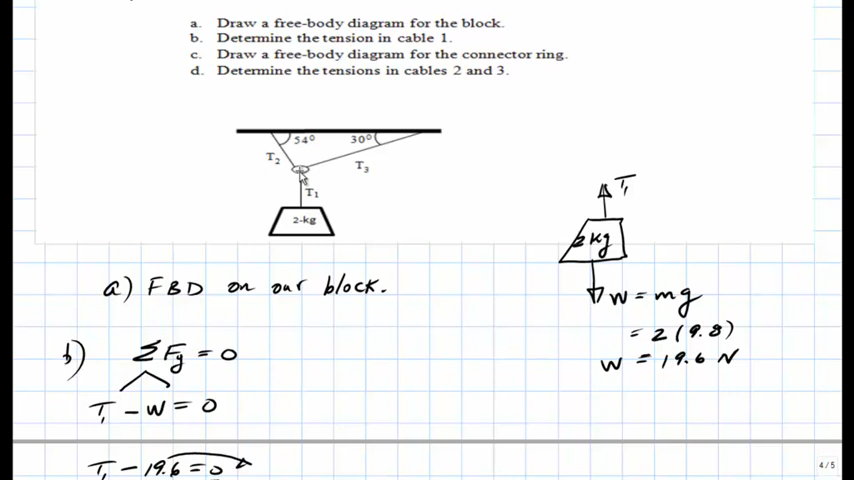 a. Draw a free-body diagram for the block.
b. Determine the tension in cable 1.
c. Draw a free-body diagram for the connector ring.
d. Determine the tensions in cables 2 and 3.
54⁰ 30⁰
T₂ T₃
T₁
2-kg
T₁
2kg
W = mg
= 2(9.8)
W = 19.6 N
a) FBD on our block.
b) ΣFy = 0
T₁ - W = 0
T₁ - 19.6 = 0
4/5